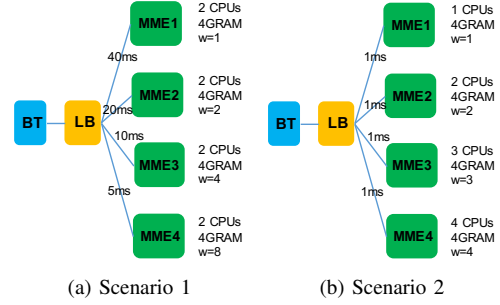 MME1
2 CPUs
4GRAM
w=1
40ms
MME2
2 CPUs
4GRAM
w=2
20ms
BT
LB
10ms
MME3
2 CPUs
4GRAM
w=4
5ms
MME4
2 CPUs
4GRAM
w=8
(a) Scenario 1
MME1
1 CPUs
4GRAM
w=1
1ms
MME2
2 CPUs
4GRAM
w=2
1ms
BT
LB
1ms
MME3
3 CPUs
4GRAM
w=3
1ms
MME4
4 CPUs
4GRAM
w=4
(b) Scenario 2